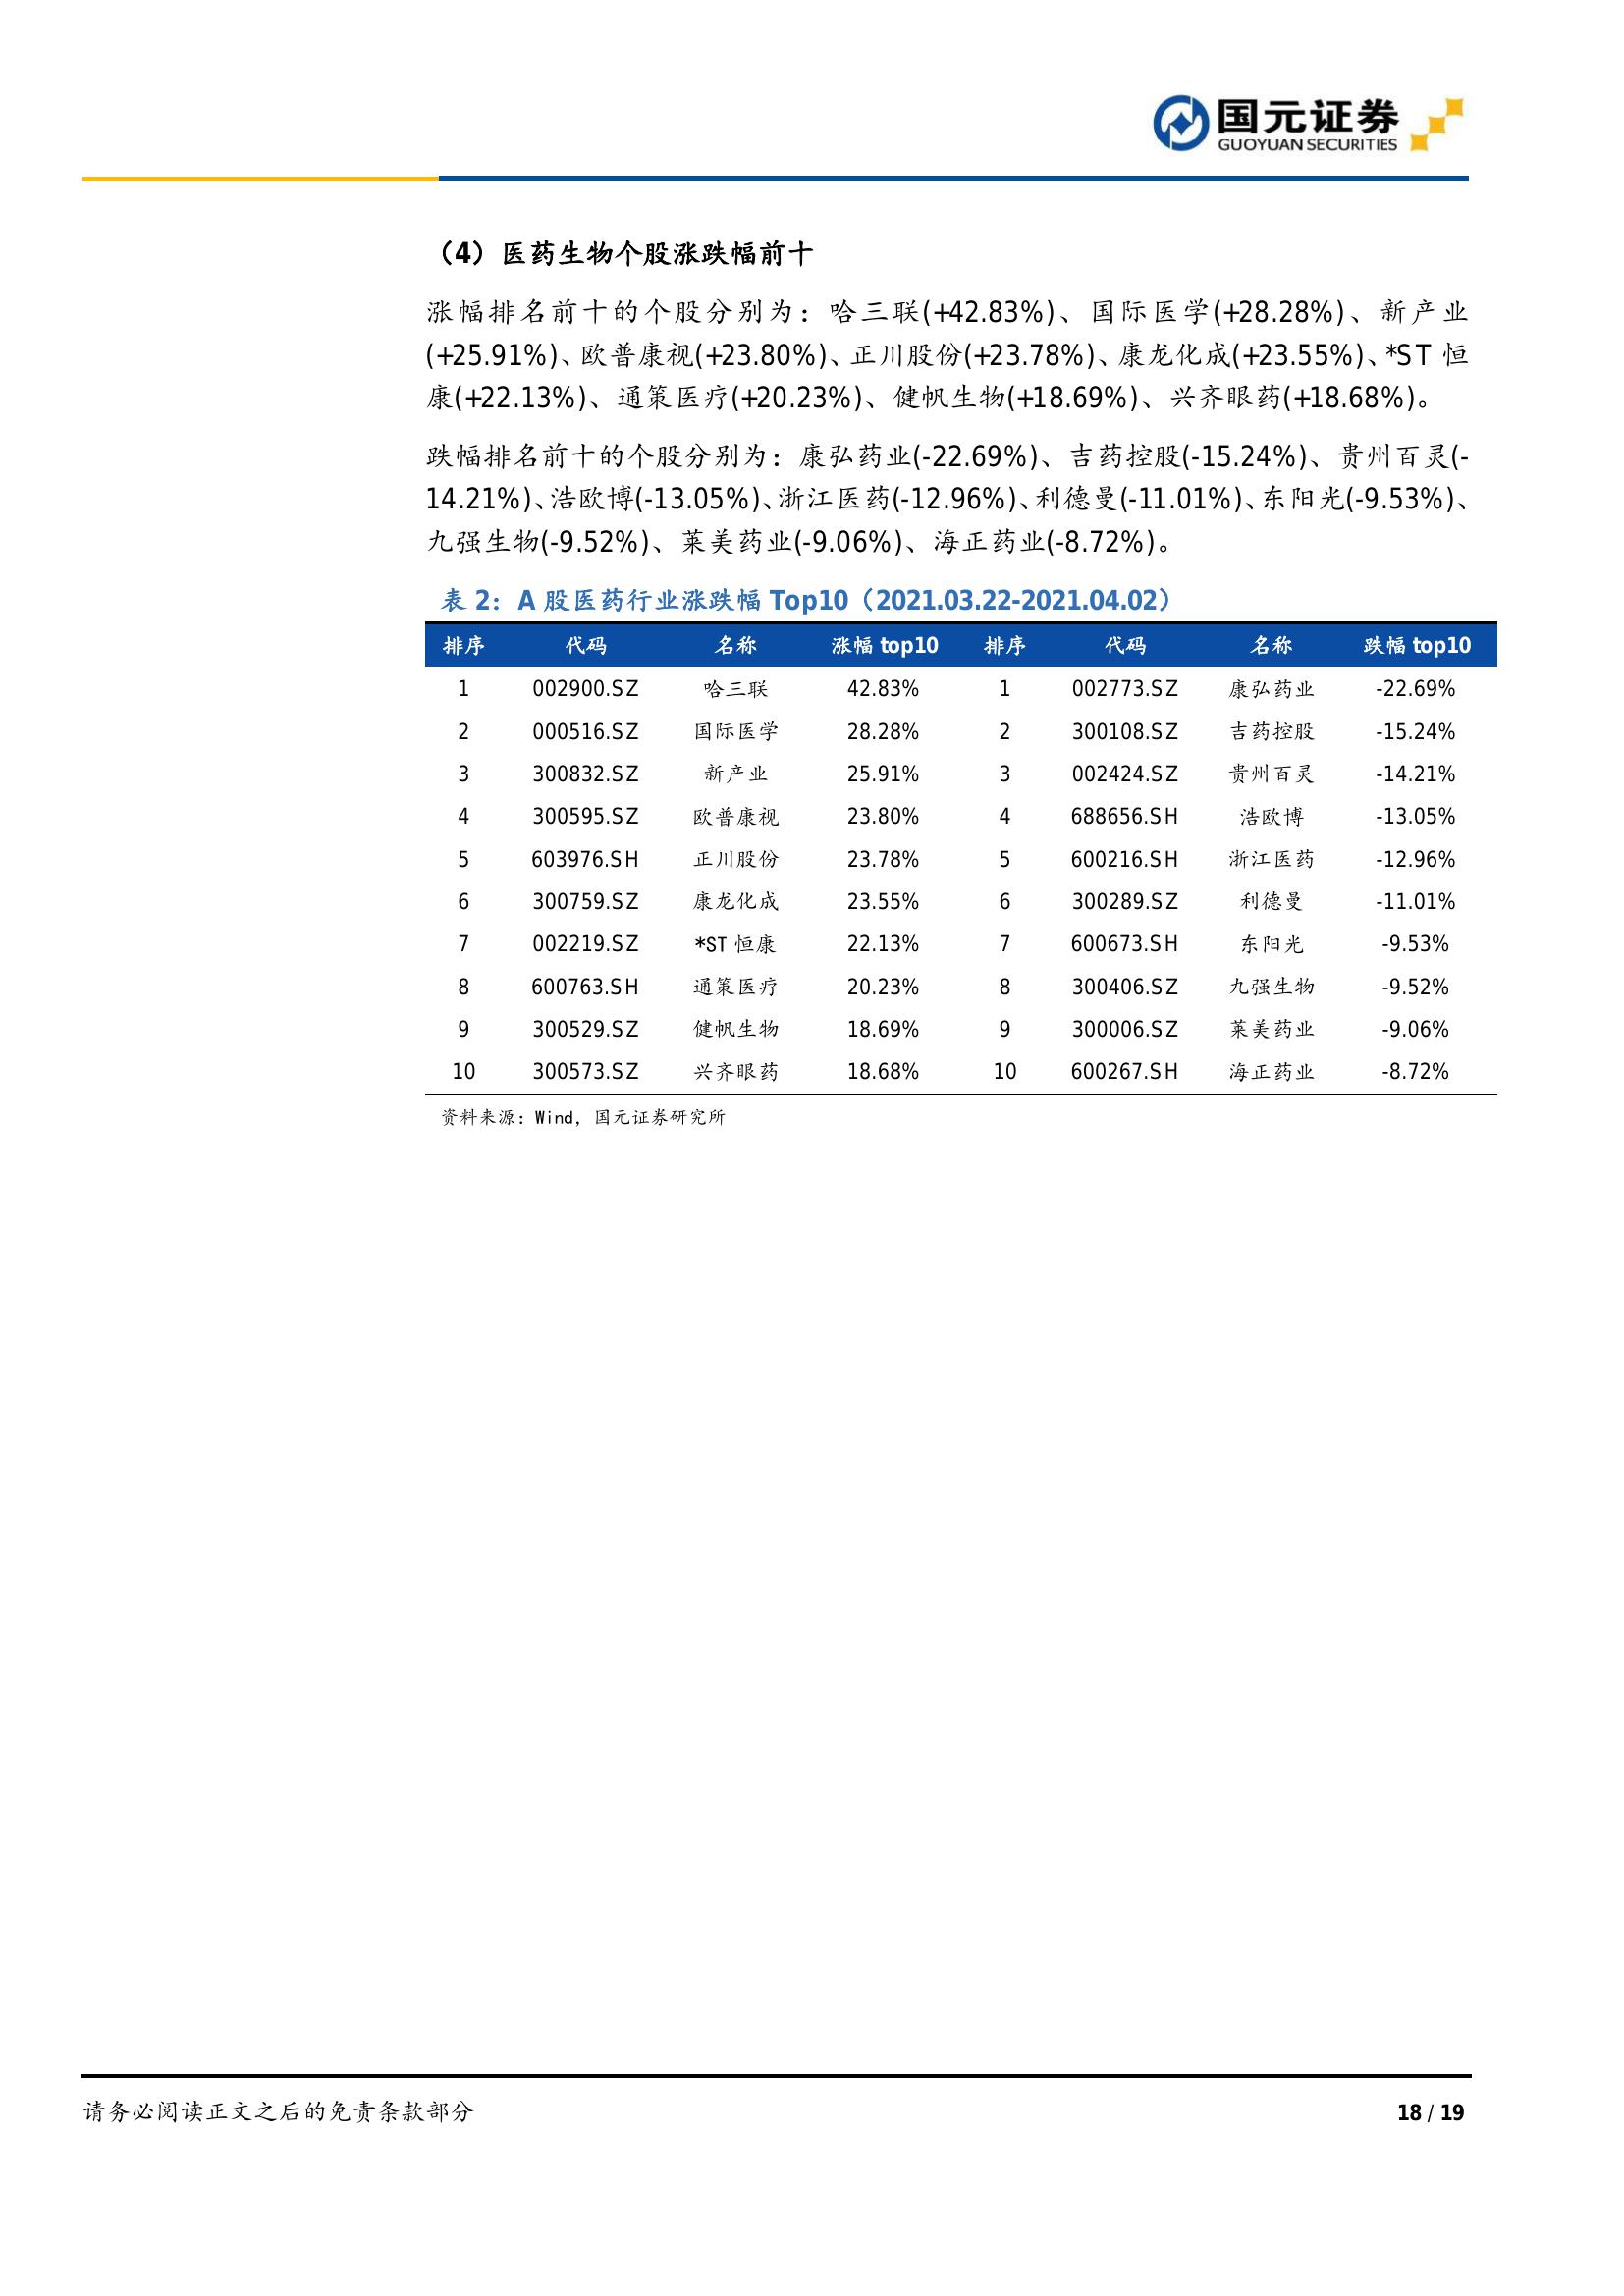 国元证券
GUOYUAN SECURITIES
（4）医药生物个股涨跌幅前十
涨幅排名前十的个股分别为：哈三联(+42.83%)、国际医学(+28.28%)、新产业
(+25.91%)、欧普康视(+23.80%)、正川股份(+23.78%)、康龙化成(+23.55%)、*ST 恒
康(+22.13%)、通策医疗(+20.23%)、健帆生物(+18.69%)、兴齐眼药(+18.68%)。
跌幅排名前十的个股分别为：康弘药业(-22.69%)、吉药控股(-15.24%)、贵州百灵(-
14.21%)、浩欧博(-13.05%)、浙江医药(-12.96%)、利德曼(-11.01%)、东阳光(-9.53%)、
九强生物(-9.52%)、莱美药业(-9.06%)、海正药业(-8.72%)。
表 2：A 股医药行业涨跌幅 Top10（2021.03.22-2021.04.02）
排序 代码 名称 涨幅 top10 排序 代码 名称 跌幅 top10
1 002900.SZ 哈三联 42.83% 1 002773.SZ 康弘药业 -22.69%
2 000516.SZ 国际医学 28.28% 2 300108.SZ 吉药控股 -15.24%
3 300832.SZ 新产业 25.91% 3 002424.SZ 贵州百灵 -14.21%
4 300595.SZ 欧普康视 23.80% 4 688656.SH 浩欧博 -13.05%
5 603976.SH 正川股份 23.78% 5 600216.SH 浙江医药 -12.96%
6 300759.SZ 康龙化成 23.55% 6 300289.SZ 利德曼 -11.01%
7 002219.SZ *ST 恒康 22.13% 7 600673.SH 东阳光 -9.53%
8 600763.SH 通策医疗 20.23% 8 300406.SZ 九强生物 -9.52%
9 300529.SZ 健帆生物 18.69% 9 300006.SZ 莱美药业 -9.06%
10 300573.SZ 兴齐眼药 18.68% 10 600267.SH 海正药业 -8.72%
资料来源：Wind，国元证券研究所
请务必阅读正文之后的免责条款部分 18 / 19